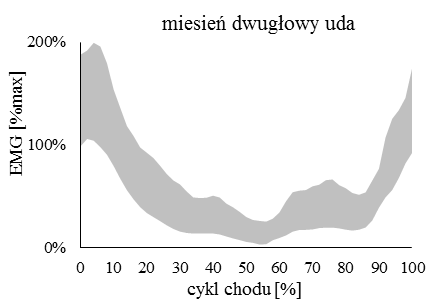 miesień dwugłowy uda
200%
EMG [%max]
100%
0%
0 10 20 30 40 50 60 70 80 90 100
cykl chodu [%]